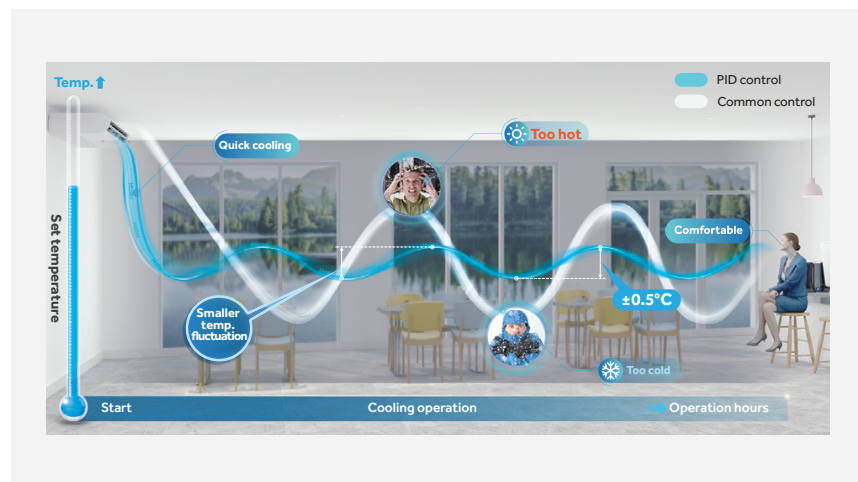 Temp.
PID control
Common control
Quick cooling
Too hot
Set temperature
Comfortable
Smaller
temp.
fluctuation
±0.5°C
Too cold
Start
Cooling operation
Operation hours